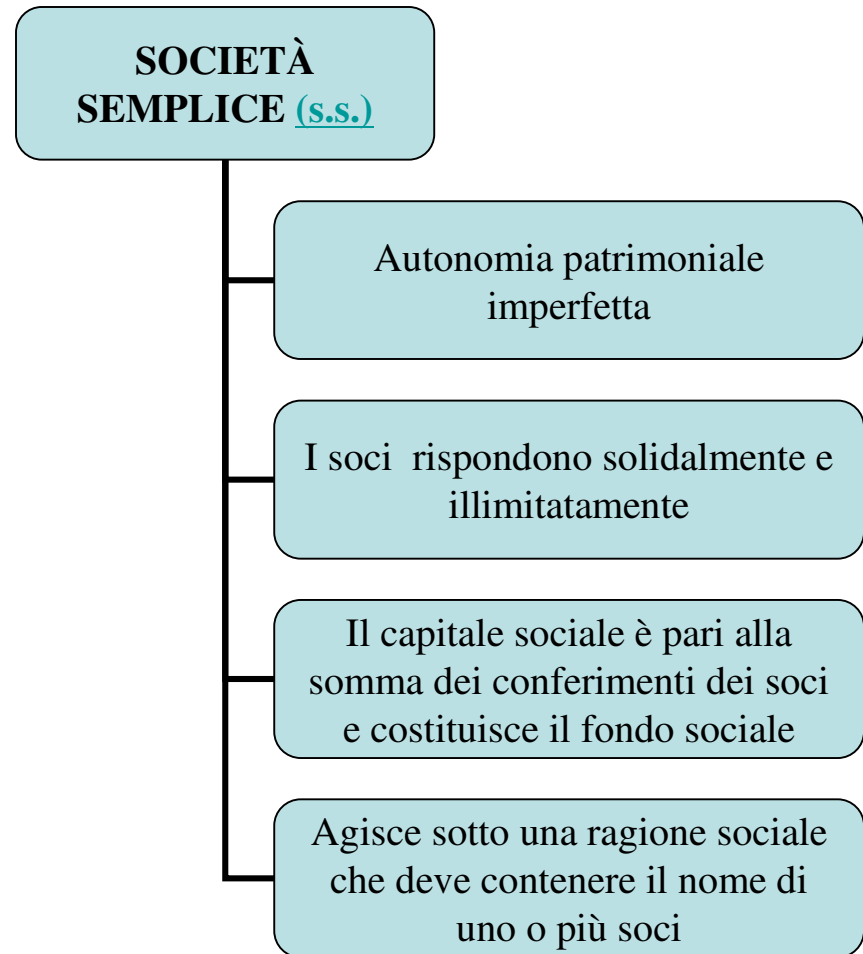 SOCIETÀ
SEMPLICE (s.s.)
Autonomia patrimoniale
imperfetta
I soci rispondono solidalmente e
illimitatamente
Il capitale sociale è pari alla
somma dei conferimenti dei soci
e costituisce il fondo sociale
Agisce sotto una ragione sociale
che deve contenere il nome di
uno o più soci